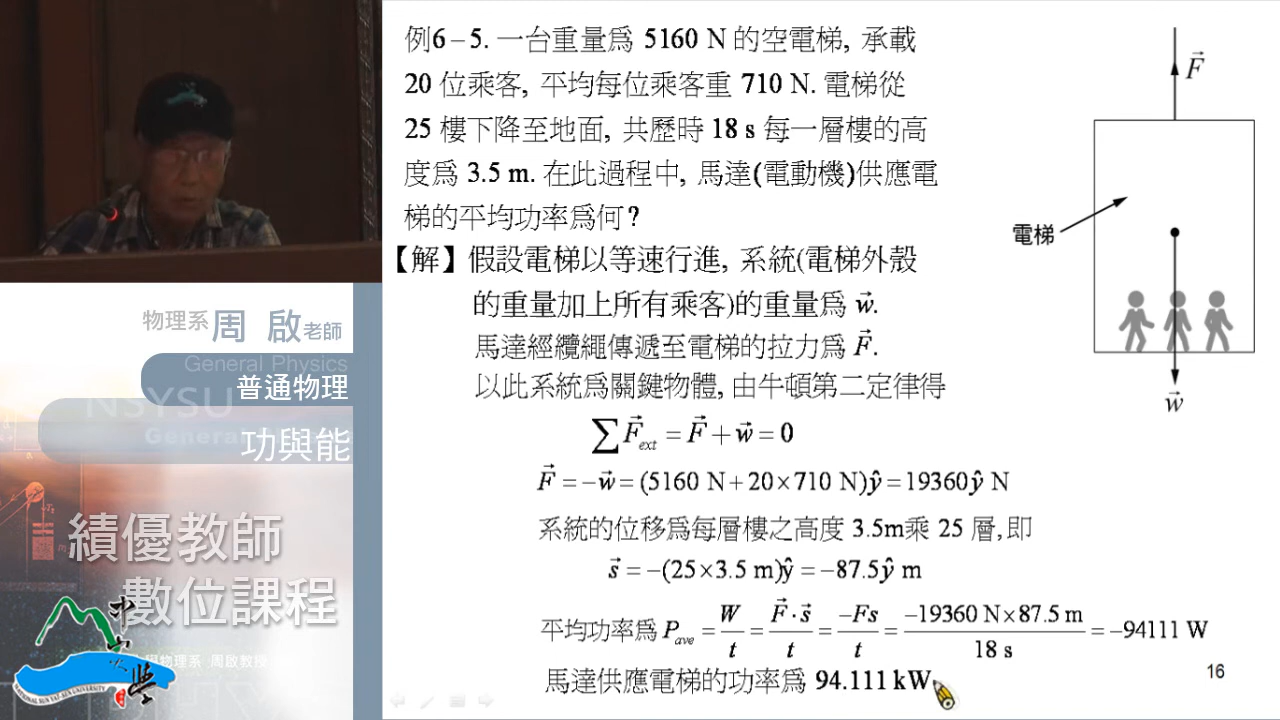 例6–5. 一台重量為 5160 N 的空電梯, 承載
20 位乘客, 平均每位乘客重 710 N. 電梯從
25 樓下降至地面, 共歷時 18 s 每一層樓的高
度為 3.5 m. 在此過程中, 馬達(電動機)供應電
梯的平均功率為何?
【解】假設電梯以等速行進, 系統(電梯外殼
的重量加上所有乘客)的重量為 w⃗.
馬達經纜繩傳遞至電梯的拉力為 F⃗.
以此系統為關鍵物體, 由牛頓第二定律得
∑F⃗ext = F⃗ + w⃗ = 0
F⃗ = −w⃗ = (5160 N + 20×710 N)ŷ = 19360ŷ N
系統的位移為每層樓之高度 3.5m乘 25 層,即
s⃗ = −(25×3.5 m)ŷ = −87.5ŷ m
平均功率為 Pave = W/t = F⃗·s⃗/t = −Fs/t = −19360 N×87.5 m/18 s = −94111 W
馬達供應電梯的功率為 94.111 kW
16
F⃗
電梯
w⃗
物理系周 啟老師
General Physics
普通物理
NSYSU
General
功與能
績優教師
數位課程
物理系 周啟教授